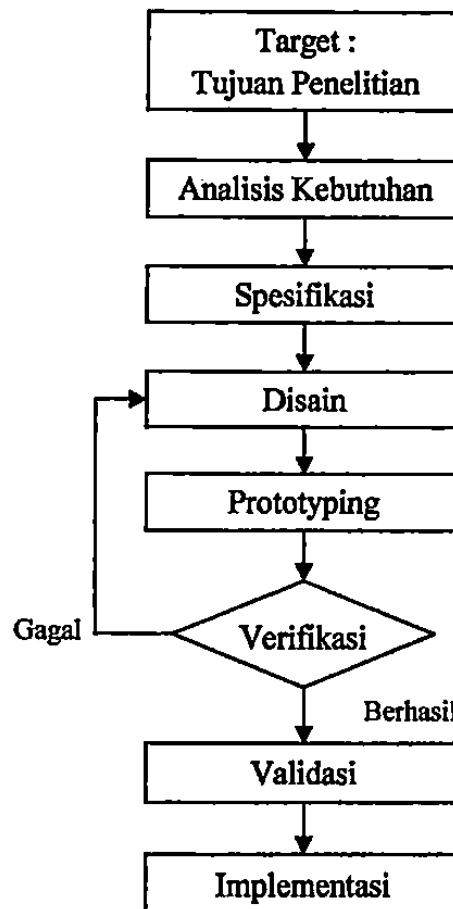 Target :
Tujuan Penelitian
Analisis Kebutuhan
Spesifikasi
Disain
Prototyping
Verifikasi
Gagal
Berhasil
Validasi
Implementasi